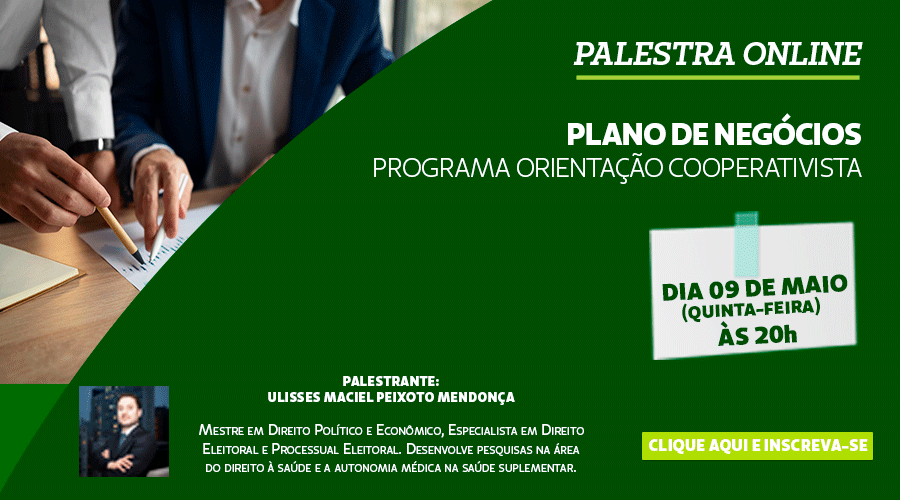 PALESTRA ONLINE
PLANO DE NEGÓCIOS
PROGRAMA ORIENTAÇÃO COOPERATIVISTA
DIA 09 DE MAIO
(QUINTA-FEIRA)
ÀS 20h
PALESTRANTE:
ULISSES MACIEL PEIXOTO MENDONÇA
Mestre em Direito Político e Econômico, Especialista em Direito
Eleitoral e Processual Eleitoral. Desenvolve pesquisas na área
do direito à saúde e a autonomia médica na saúde suplementar.
CLIQUE AQUI E INSCREVA-SE